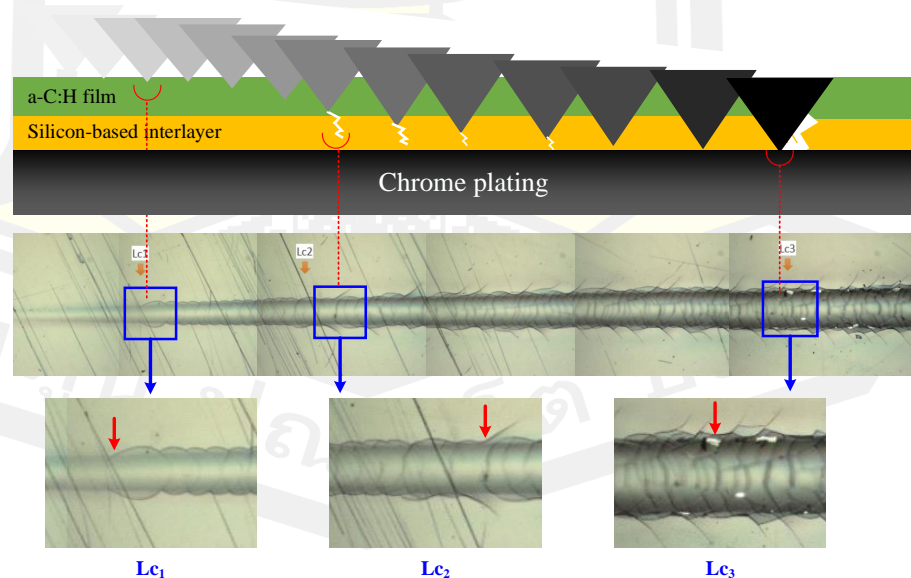 a-C:H film
Silicon-based interlayer
Chrome plating
Lc1
Lc2
Lc3
Lc₁
Lc₂
Lc₃